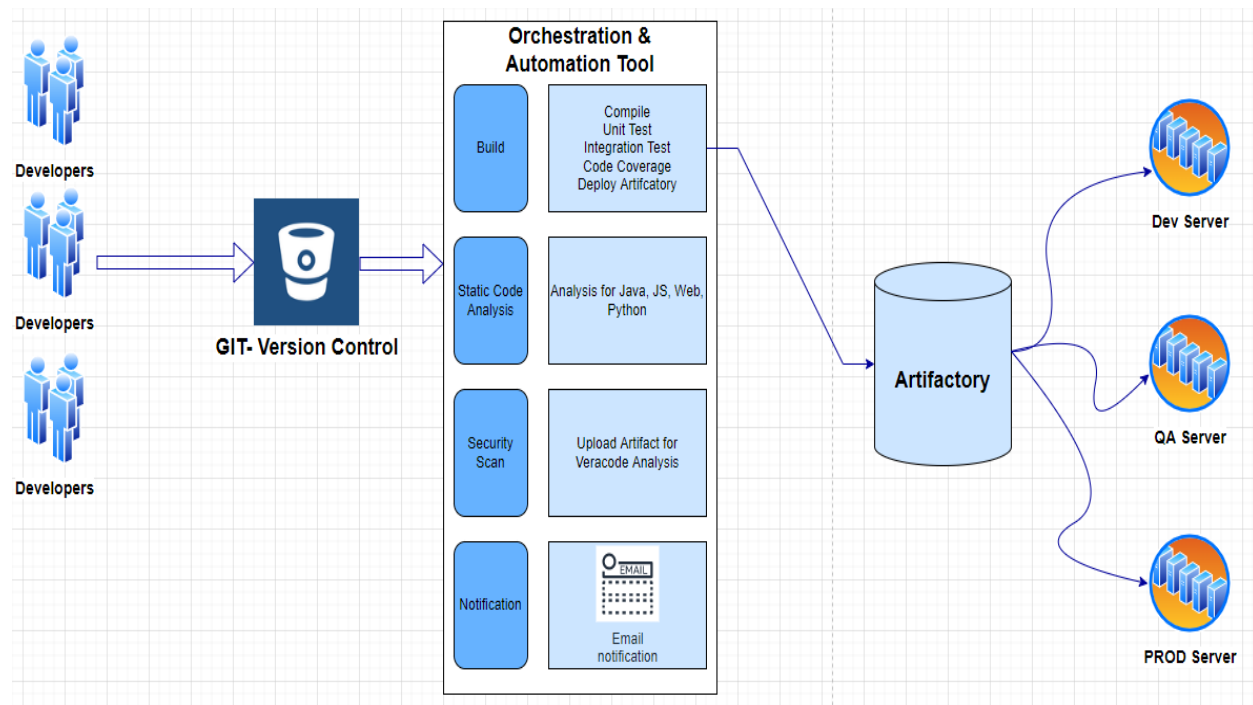 Developers
Developers
Developers
GIT- Version Control
Orchestration &
Automation Tool
Build
Compile
Unit Test
Integration Test
Code Coverage
Deploy Artifcatory
Static Code
Analysis
Analysis for Java, JS, Web,
Python
Security
Scan
Upload Artifact for
Veracode Analysis
Notification
EMAIL
Email
notification
Artifactory
Dev Server
QA Server
PROD Server